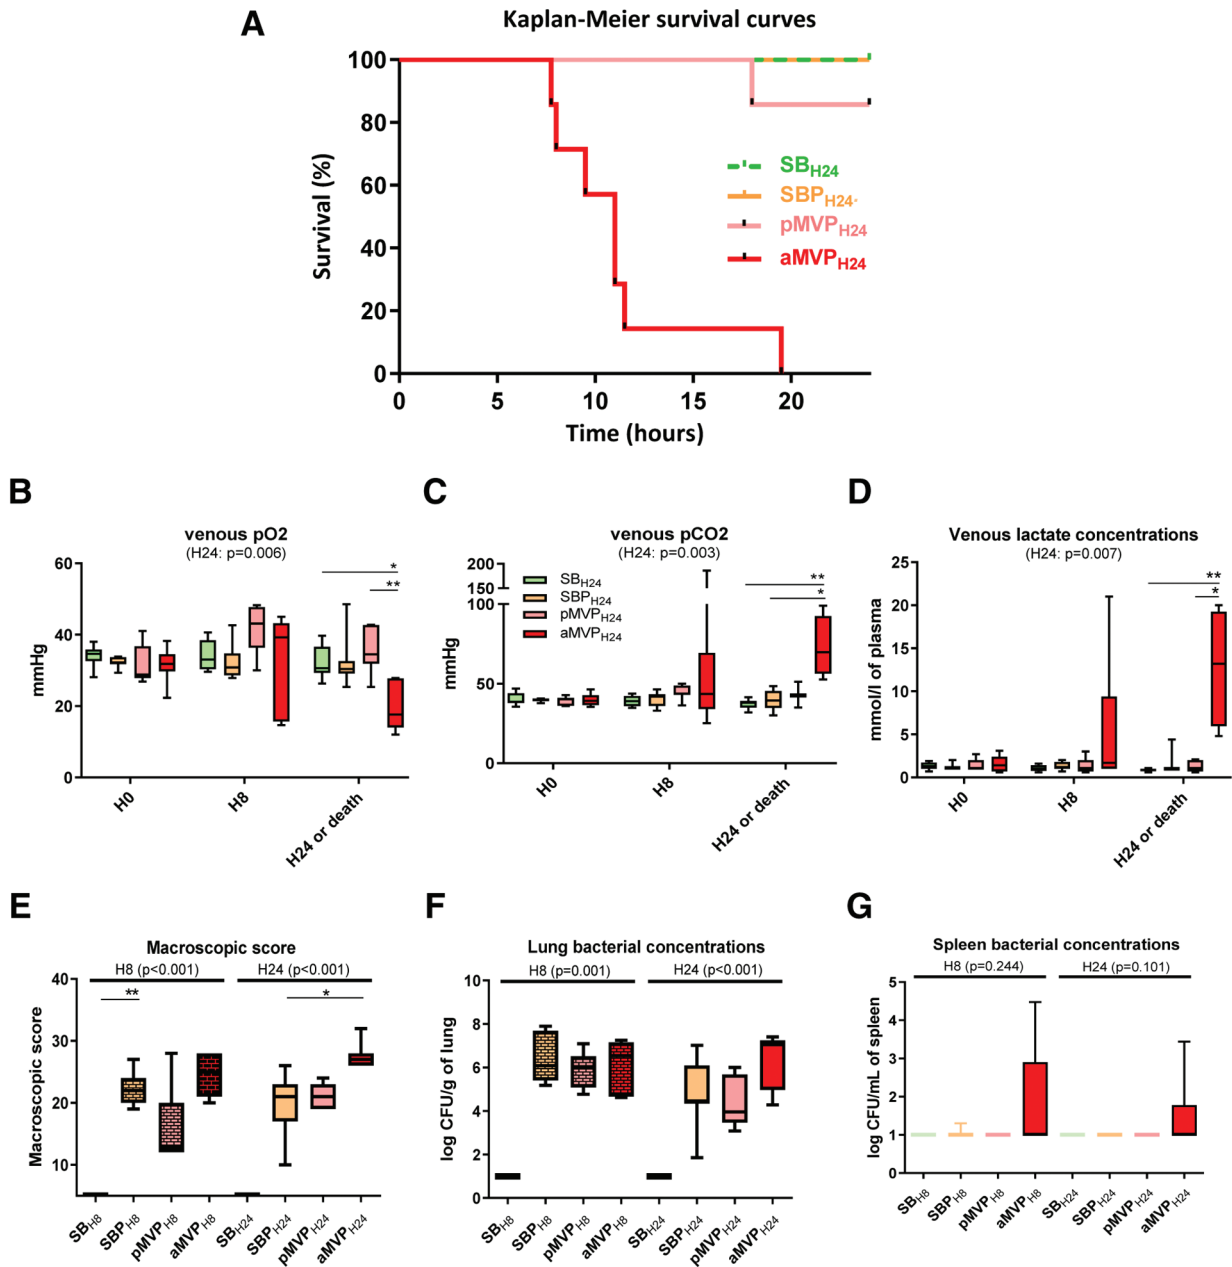 A
Kaplan-Meier survival curves
100
80
60
40
20
0
Survival (%)
0 5 10 15 20
Time (hours)
SBH24
SBPH24*
pMVPH24
aMVPH24
B
venous pO2
(H24: p=0.006)
60
40
20
0
mmHg
*
**
H0 H8 H24 or death
C
venous pCO2
(H24: p=0.003)
200
150
100
50
0
mmHg
SBH24
SBPH24
pMVPH24
aMVPH24
**
*
H0 H8 H24 or death
D
Venous lactate concentrations
(H24: p=0.007)
25
20
15
10
5
0
mmol/l of plasma
**
*
H0 H8 H24 or death
E
Macroscopic score
H8 (p<0.001) H24 (p<0.001)
40
30
20
10
Macroscopic score
**
*
SBH8 SBPH8 pMVPH8 aMVPH8 SBH24 SBPH24 pMVPH24 aMVPH24
F
Lung bacterial concentrations
H8 (p=0.001) H24 (p<0.001)
10
8
6
4
2
0
log CFU/g of lung
SBH8 SBPH8 pMVPH8 aMVPH8 SBH24 SBPH24 pMVPH24 aMVPH24
G
Spleen bacterial concentrations
H8 (p=0.244) H24 (p=0.101)
5
4
3
2
1
0
log CFU/mL of spleen
SBH8 SBPH8 pMVPH8 aMVPH8 SBH24 SBPH24 pMVPH24 aMVPH24